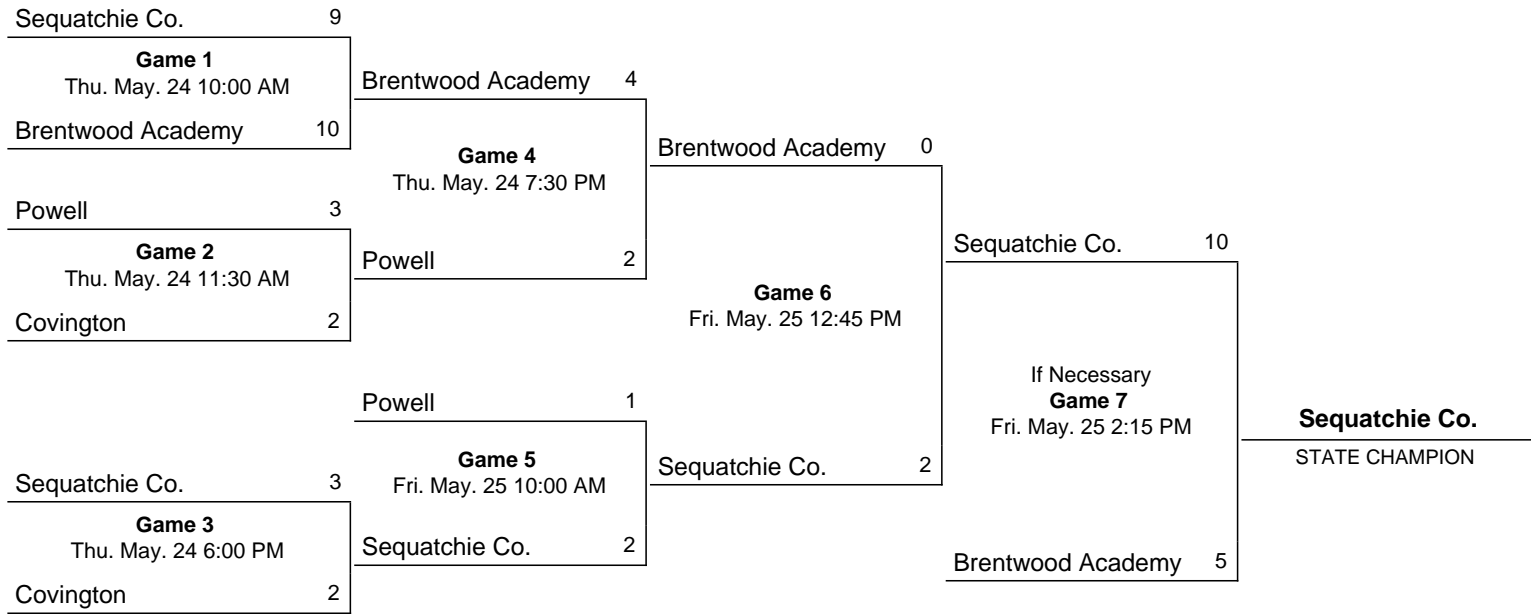 Sequatchie Co. 9
Game 1
Thu. May. 24 10:00 AM
Brentwood Academy 10
Powell 3
Game 2
Thu. May. 24 11:30 AM
Covington 2
Sequatchie Co. 3
Game 3
Thu. May. 24 6:00 PM
Covington 2
Brentwood Academy 4
Game 4
Thu. May. 24 7:30 PM
Powell 2
Powell 1
Game 5
Fri. May. 25 10:00 AM
Sequatchie Co. 2
Brentwood Academy 0
Game 6
Fri. May. 25 12:45 PM
Sequatchie Co. 2
Sequatchie Co. 10
If Necessary
Game 7
Fri. May. 25 2:15 PM
Brentwood Academy 5
Sequatchie Co.
STATE CHAMPION